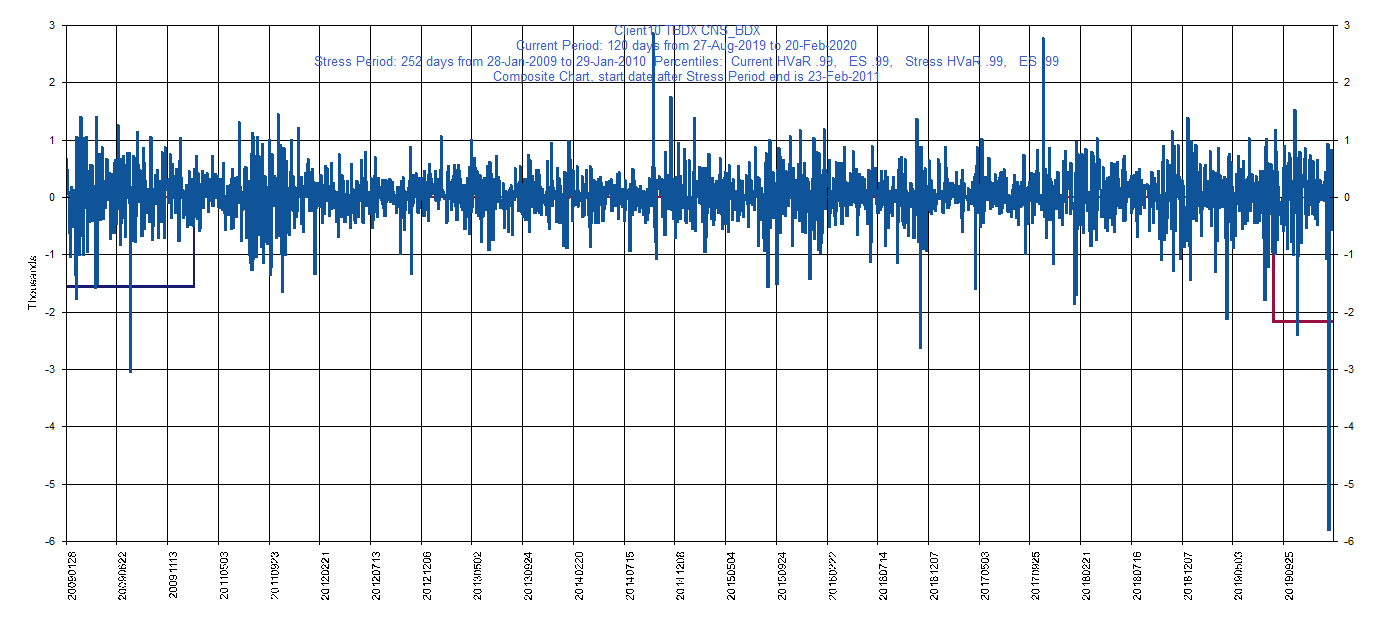 Client10 TBDX CNS_BDX
Current Period: 120 days from 27-Aug-2019 to 20-Feb-2020
Stress Period: 252 days from 28-Jan-2009 to 29-Jan-2010 Percentiles: Current HVaR .99, ES .99, Stress HVaR .99, ES .99
Composite Chart, start date after Stress Period end is 23-Feb-2011
3 3
2 2
1 1
0 0
-1 -1
-2 -2
-3 -3
-4 -4
-5 -5
-6 -6
Thousands
20090128 20090622 20091113 20110503 20110923 20120221 20120713 20121206 20130502 20130924 20140220 20140715 20141208 20150504 20150924 20160222 20160714 20161207 20170503 20170925 20180221 20180716 20181207 20190503 20190925